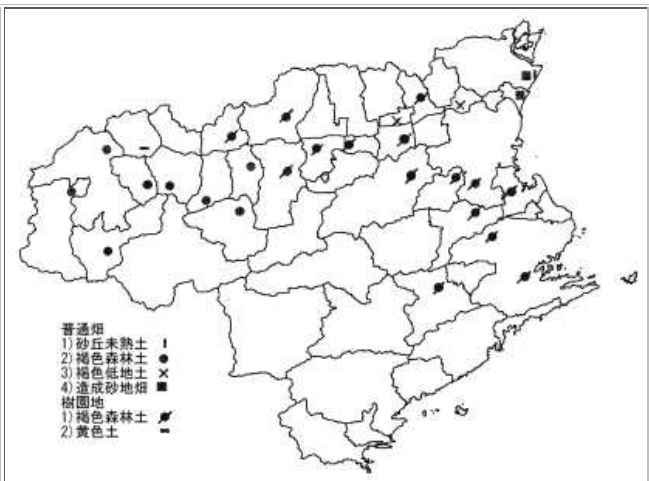 普通畑
1)砂丘未熟土
2)褐色森林土
3)褐色低地土
4)造成砂地畑
樹園地
1)褐色森林土
2)黄色土